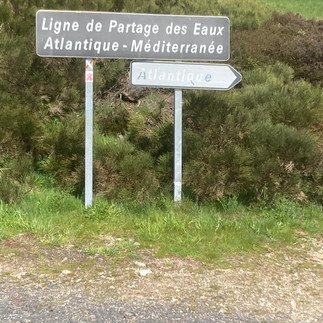 Ligne de Partage des Eaux
Atlantique - Méditerranée
Atlantique